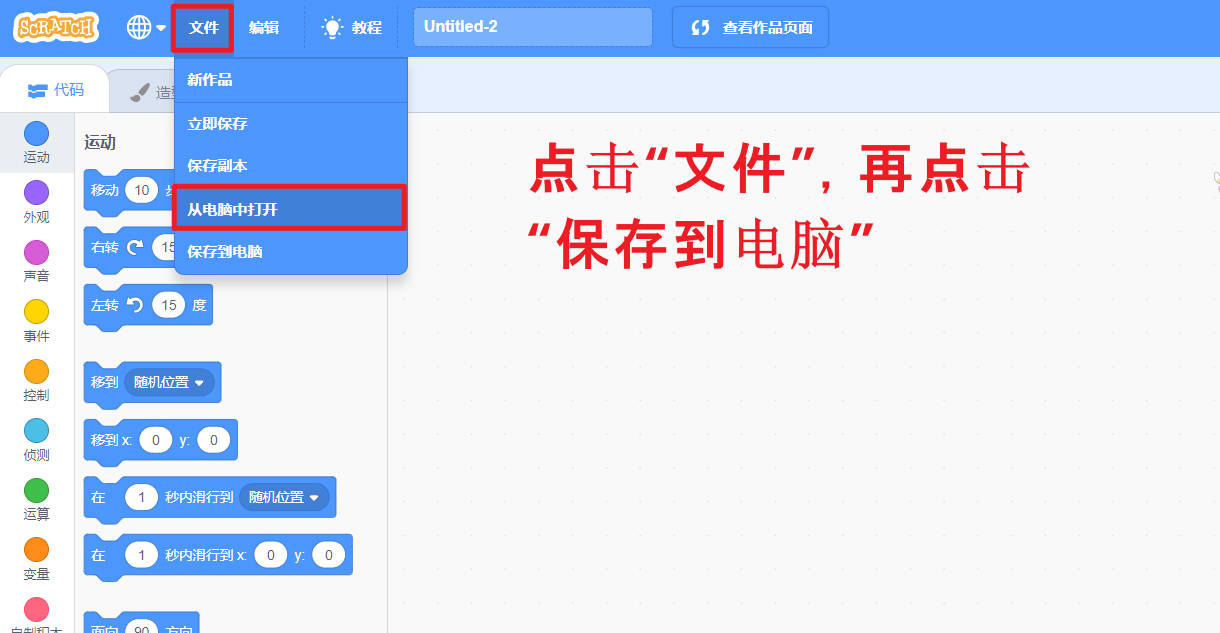 SCRATCH
文件
编辑
教程
Untitled-2
查看作品页面
代码
新作品
立即保存
保存副本
从电脑中打开
保存到电脑
点击“文件”,再点击
“保存到电脑”
运动
外观
声音
事件
控制
侦测
运算
变量
自制积木
运动
移动 10
右转 15
左转 15 度
移到 随机位置
移到 x: 0 y: 0
在 1 秒内滑行到 随机位置
在 1 秒内滑行到 x: 0 y: 0
面向 90 方向